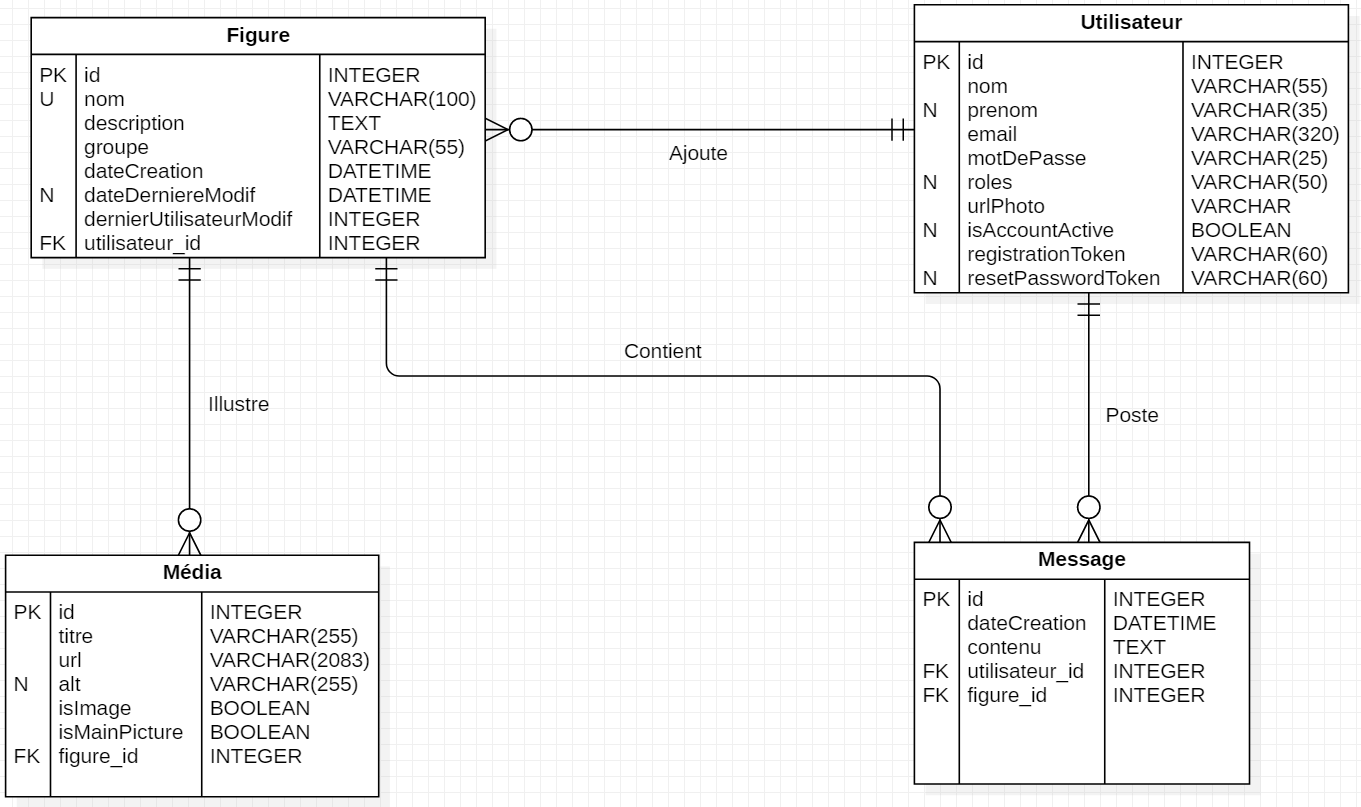 Figure
PK id INTEGER
U nom VARCHAR(100)
description TEXT
groupe VARCHAR(55)
dateCreation DATETIME
N dateDerniereModif DATETIME
dernierUtilisateurModif INTEGER
FK utilisateur_id INTEGER
Utilisateur
PK id INTEGER
nom VARCHAR(55)
N prenom VARCHAR(35)
email VARCHAR(320)
motDePasse VARCHAR(25)
N roles VARCHAR(50)
urlPhoto VARCHAR
N isAccountActive BOOLEAN
registrationToken VARCHAR(60)
N resetPasswordToken VARCHAR(60)
Ajoute
Contient
Illustre
Poste
Média
PK id INTEGER
titre VARCHAR(255)
url VARCHAR(2083)
N alt VARCHAR(255)
isImage BOOLEAN
isMainPicture BOOLEAN
FK figure_id INTEGER
Message
PK id INTEGER
dateCreation DATETIME
contenu TEXT
FK utilisateur_id INTEGER
FK figure_id INTEGER